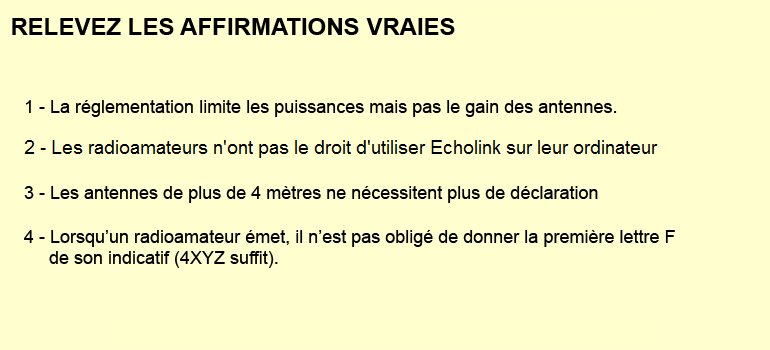 RELEVEZ LES AFFIRMATIONS VRAIES
1 - La réglementation limite les puissances mais pas le gain des antennes.
2 - Les radioamateurs n'ont pas le droit d'utiliser Echolink sur leur ordinateur
3 - Les antennes de plus de 4 mètres ne nécessitent plus de déclaration
4 - Lorsqu’un radioamateur émet, il n’est pas obligé de donner la première lettre F
de son indicatif (4XYZ suffit).